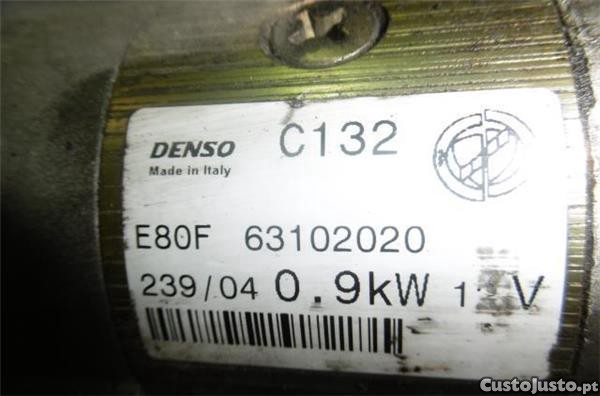 DENSO C132
Made in Italy
E80F 63102020
239/04 0.9kW
CustoJusto.pt